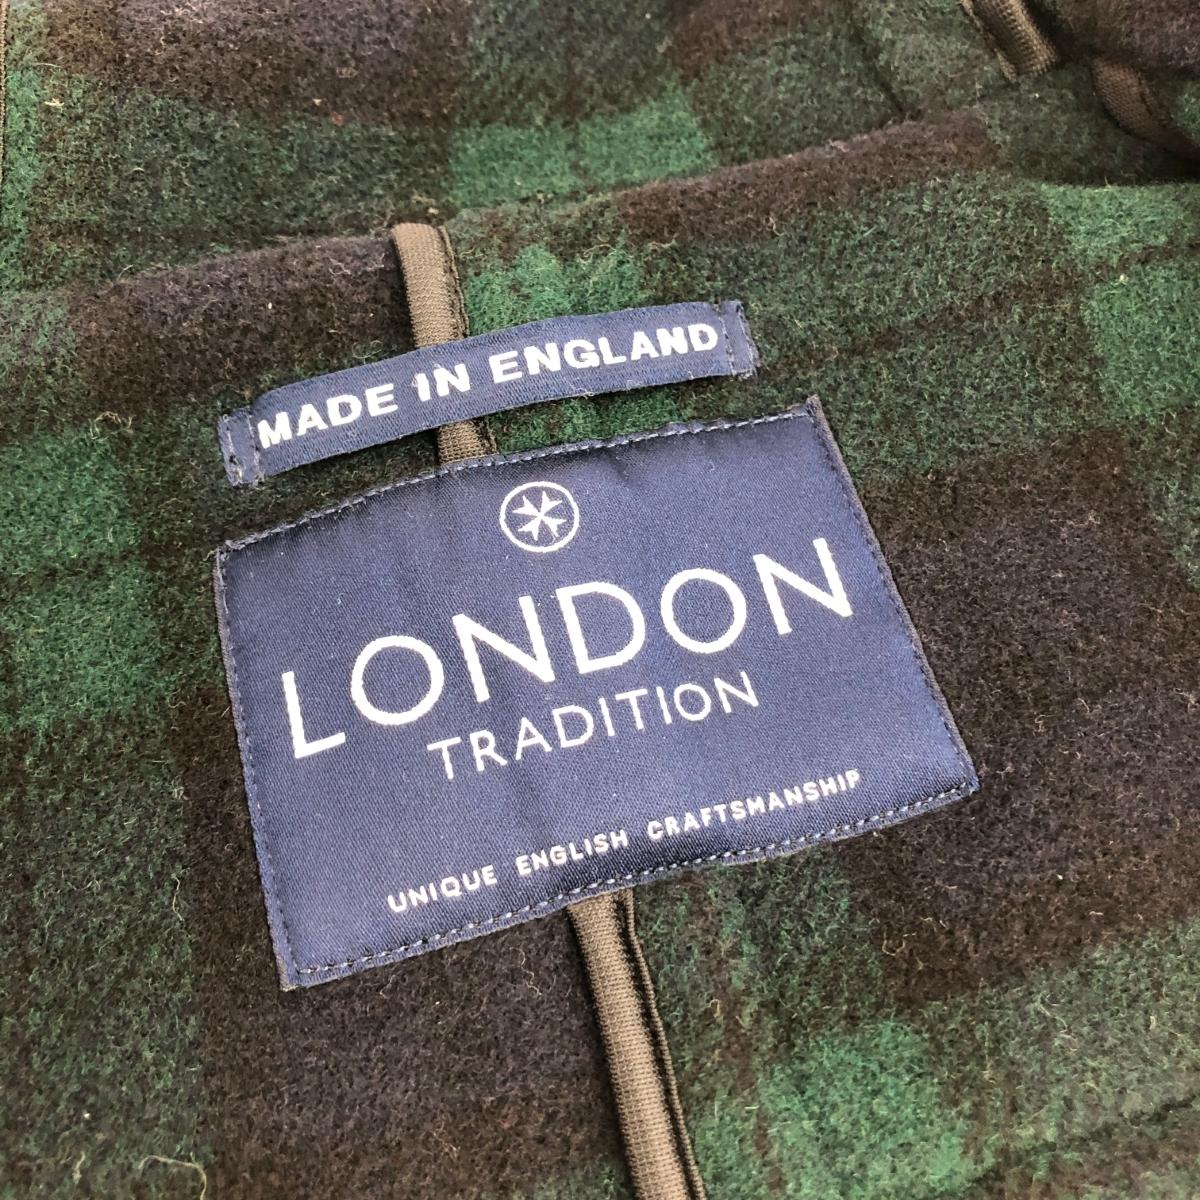 MADE IN ENGLAND
LONDON
TRADITION
UNIQUE ENGLISH CRAFTSMANSHIP